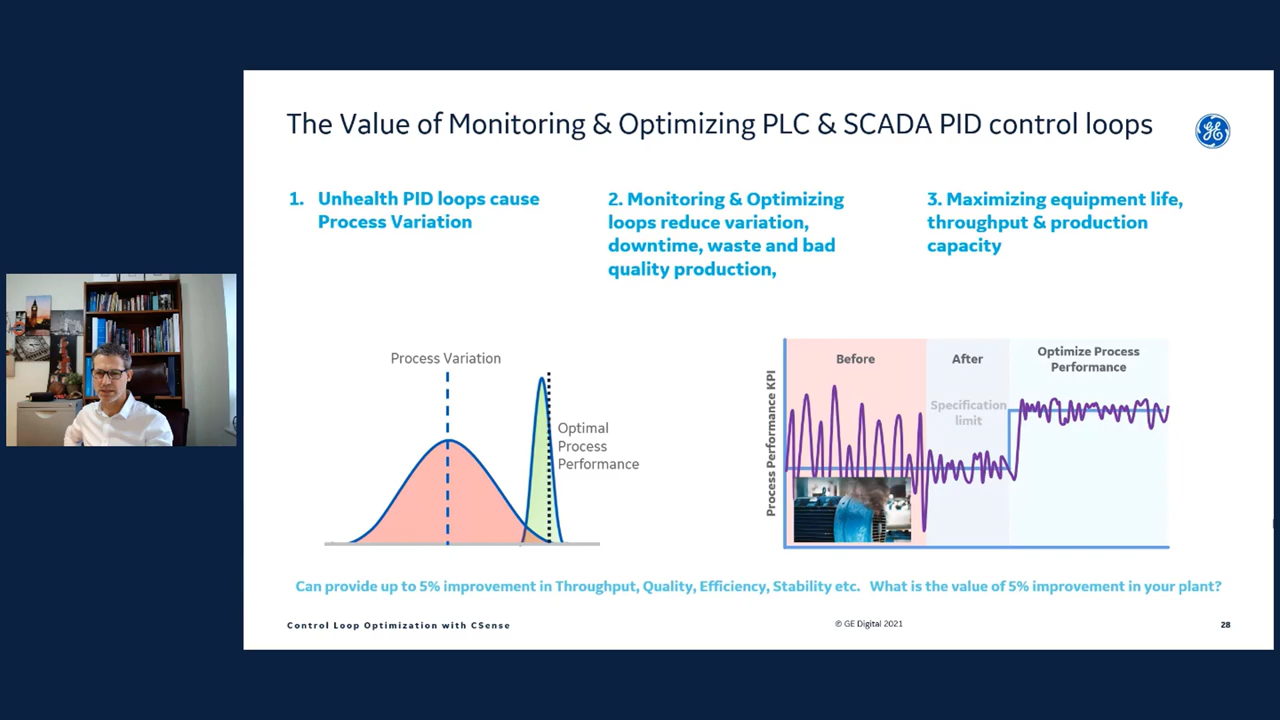 The Value of Monitoring & Optimizing PLC & SCADA PID control loops
GE
1. Unhealth PID loops cause
Process Variation
2. Monitoring & Optimizing
loops reduce variation,
downtime, waste and bad
quality production,
3. Maximizing equipment life,
throughput & production
capacity
Process Variation
Optimal
Process
Performance
Process Performance KPI
Before
After
Optimize Process
Performance
Specification
limit
Can provide up to 5% improvement in Throughput, Quality, Efficiency, Stability etc. What is the value of 5% improvement in your plant?
Control Loop Optimization with CSense
© GE Digital 2021
28